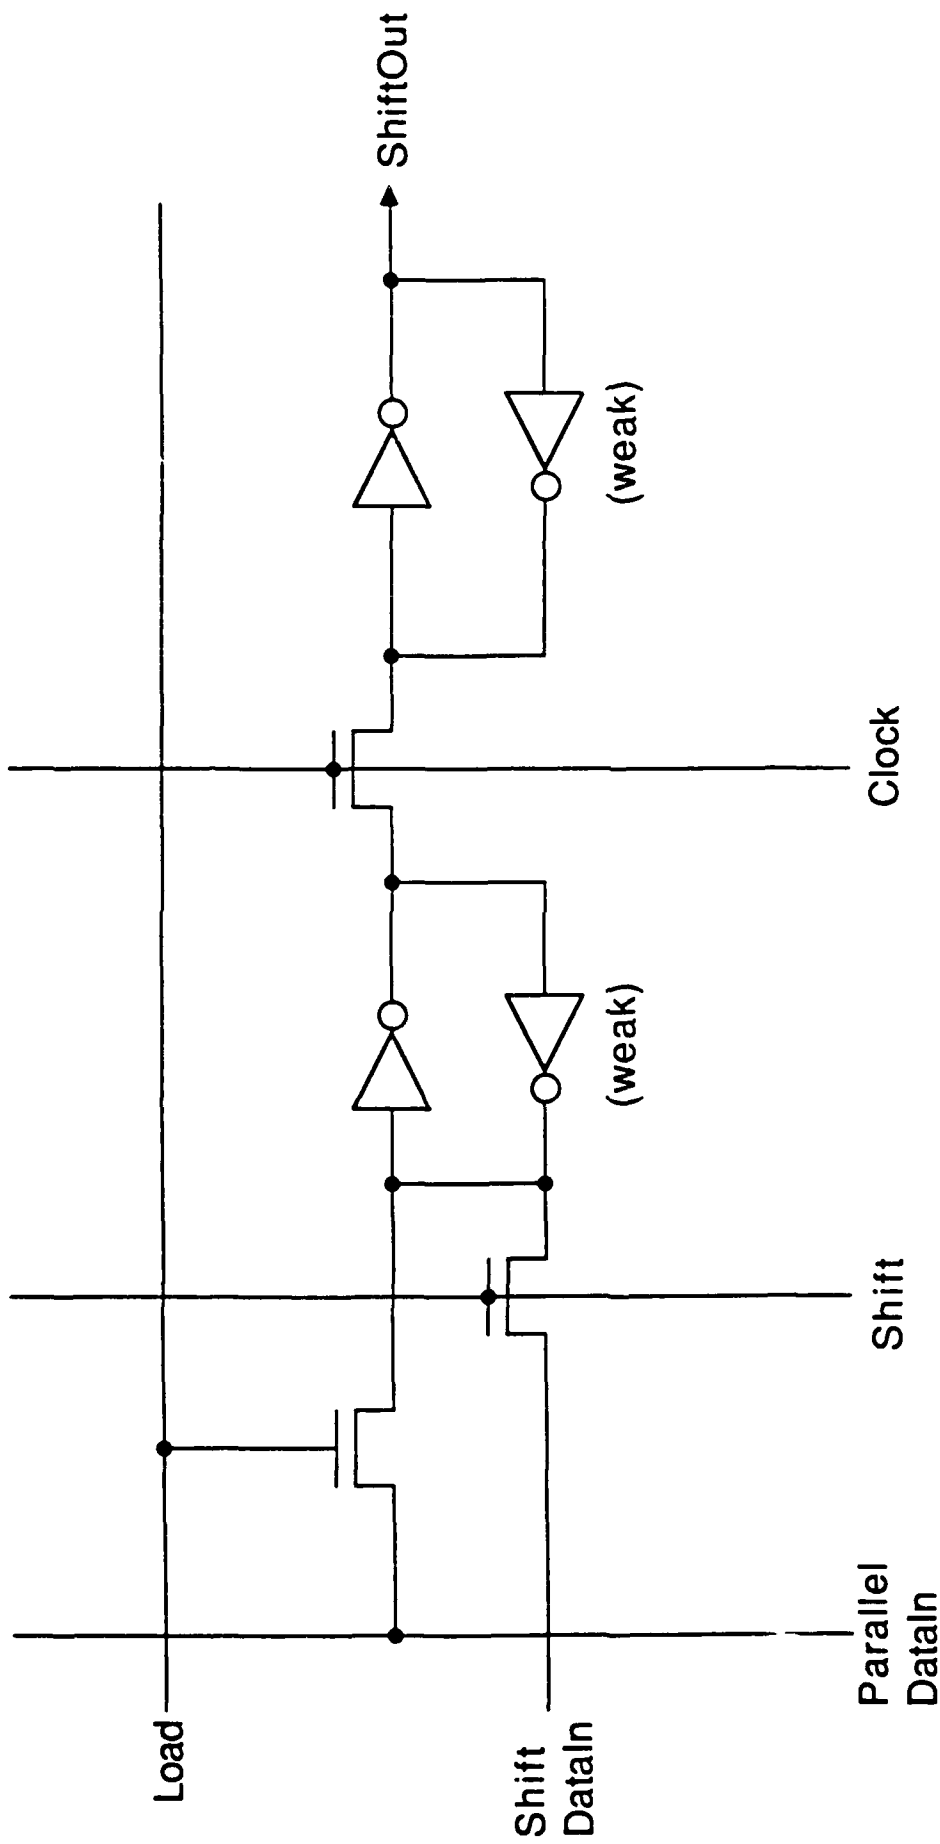 Load
Shift
DataIn
Parallel
DataIn
Shift
(weak)
Clock
(weak)
ShiftOut